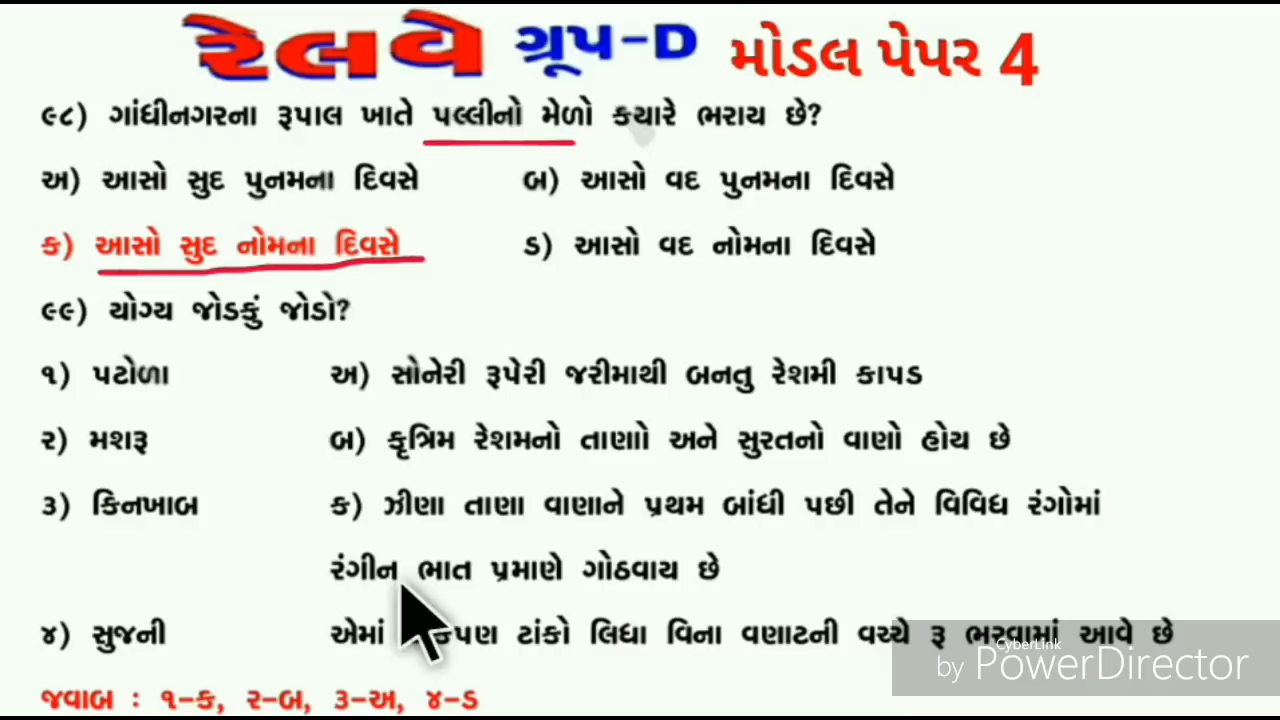 રેલવે ગ્રૂપ-D મોડલ પેપર 4
૯૮) ગાંધીનગરના રૂપાલ ખાતે પલ્લીનો મેળો કયારે ભરાય છે?
અ) આસો સુદ પુનમના દિવસે બ) આસો વદ પુનમના દિવસે
ક) આસો સુદ નોમના દિવસે ડ) આસો વદ નોમના દિવસે
૯૯) યોગ્ય જોડકું જોડો?
૧) પટોળા અ) સોનેરી રૂપેરી જરીમાથી બનતુ રેશમી કાપડ
૨) મશરૂ બ) કૃત્રિમ રેશમનો તાણો અને સુરતનો વાણો હોય છે
૩) કિનખાબ ક) ઝીણા તાણા વાણાને પ્રથમ બાંધી પછી તેને વિવિધ રંગોમાં
રંગીન ભાત પ્રમાણે ગોઠવાય છે
૪) સુજની એમાં ટાંકો લિધા વિના વણાટની વચ્ચે રૂ ભરવામાં આવે છે
CyberLink
by PowerDirector
જવાબ : ૧-ક, ૨-બ, ૩-અ, ૪-ડ